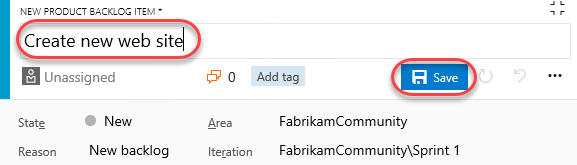 NEW PRODUCT BACKLOG ITEM *
Create new web site
Unassigned 0 Add tag Save
State New Area FabrikamCommunity
Reason New backlog Iteration FabrikamCommunity\Sprint 1